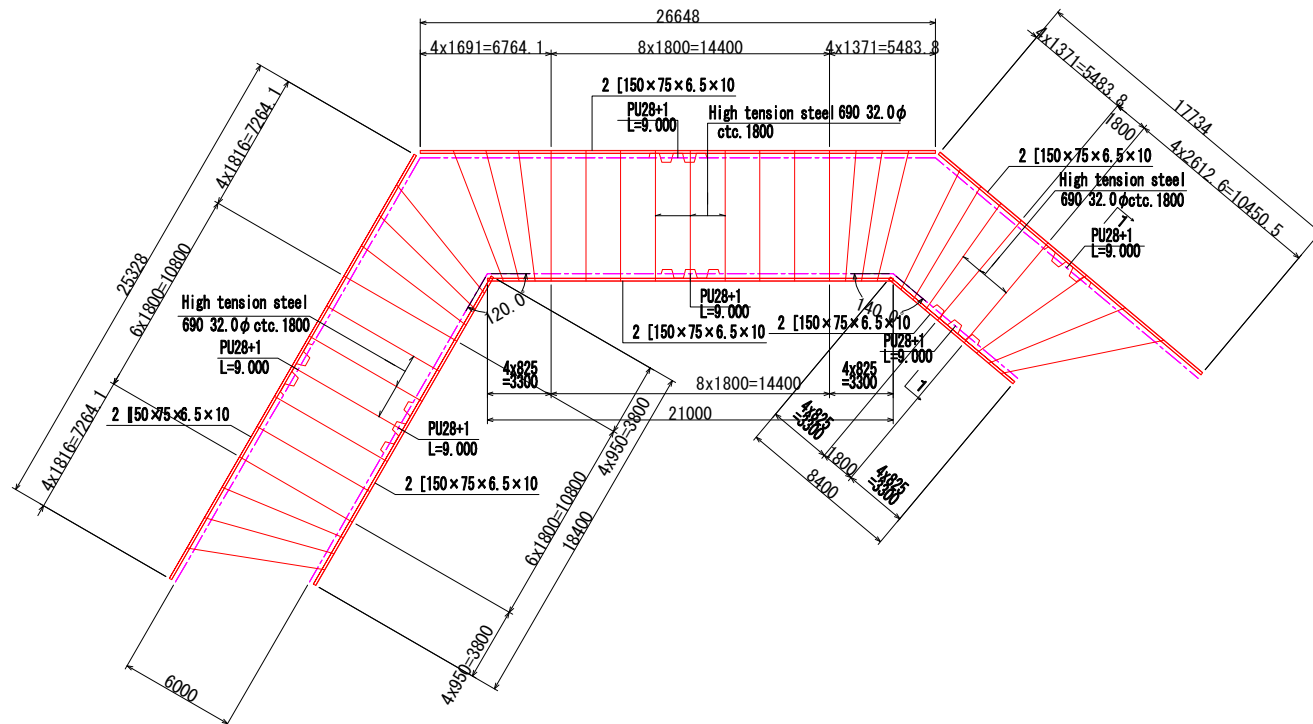 26648
4x1691=6764.1
8x1800=14400
4x1371=5483.8
2 [150×75×6.5×10
PU28+1
L=9.000
High tension steel 690 32.0φ
ctc.1800
4x1371=5483.8
17734
1800
4x2612.6=10450.5
2 [150×75×6.5×10
High tension steel
690 32.0φctc.1800
1
PU28+1
L=9.000
4x1816=7264.1
25328
6x1800=10800
4x1816=7264.1
High tension steel
690 32.0φ ctc.1800
PU28+1
L=9.000
2 [150×75×6.5×10
120.0
PU28+1
L=9.000
140.0
2 [150×75×6.5×10
2 [150×75×6.5×10
PU28+1
L=9.000
1
4x825
=3300
8x1800=14400
4x825
=3300
21000
PU28+1
L=9.000
2 [150×75×6.5×10
4x950=3800
6x1800=10800
18400
4x950=3800
4x825
=3300
1800
4x825
=3300
8400
6000